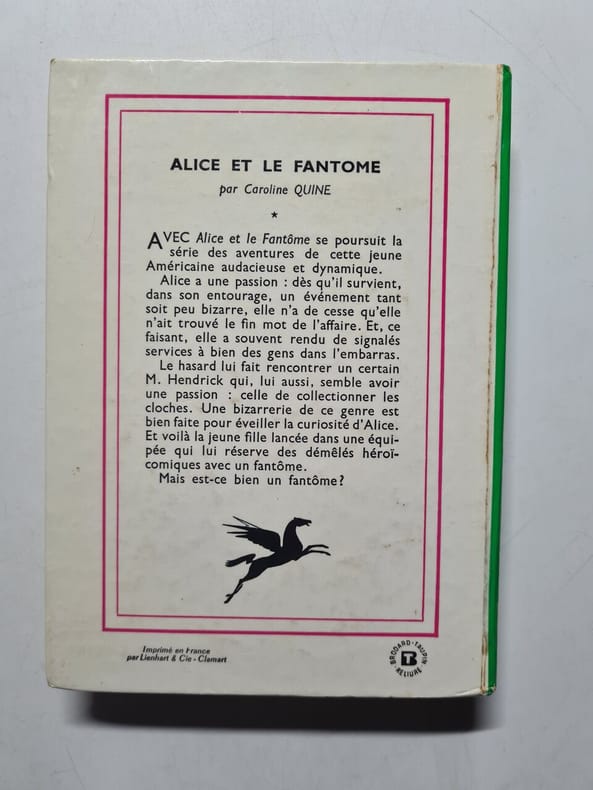 ALICE ET LE FANTOME
par Caroline QUINE
★
AVEC Alice et le Fantôme se poursuit la
série des aventures de cette jeune
Américaine audacieuse et dynamique.
Alice a une passion : dès qu'il survient,
dans son entourage, un événement tant
soit peu bizarre, elle n'a de cesse qu'elle
n'ait trouvé le fin mot de l'affaire. Et, ce
faisant, elle a souvent rendu de signalés
services à bien des gens dans l'embarras.
Le hasard lui fait rencontrer un certain
M. Hendrick qui, lui aussi, semble avoir
une passion : celle de collectionner les
cloches. Une bizarrerie de ce genre est
bien faite pour éveiller la curiosité d'Alice.
Et voilà la jeune fille lancée dans une équi-
pée qui lui réserve des démêlés héroï-
comiques avec un fantôme.
Mais est-ce bien un fantôme?
Imprimé en France
par Lienhart & Cie - Clamart
BRODARD-TAUPIN
BT
RELIURE